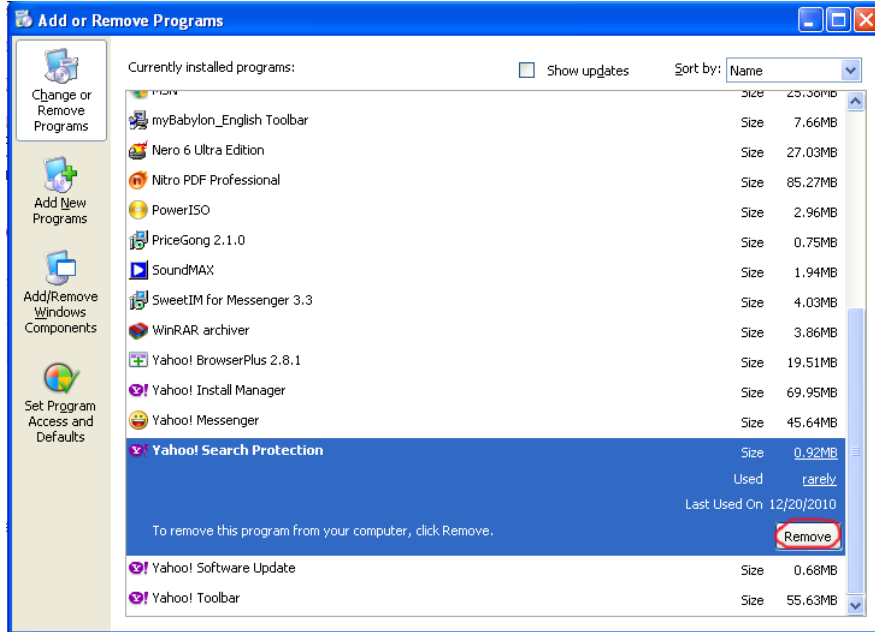 Add or Remove Programs
Change or
Remove
Programs
Add New
Programs
Add/Remove
Windows
Components
Set Program
Access and
Defaults
Currently installed programs:
Show updates
Sort by: Name
MSN Size 25.38MB
myBabylon_English Toolbar Size 7.66MB
Nero 6 Ultra Edition Size 27.03MB
Nitro PDF Professional Size 85.27MB
PowerISO Size 2.96MB
PriceGong 2.1.0 Size 0.75MB
SoundMAX Size 1.94MB
SweetIM for Messenger 3.3 Size 4.03MB
WinRAR archiver Size 3.86MB
Yahoo! BrowserPlus 2.8.1 Size 19.51MB
Yahoo! Install Manager Size 69.95MB
Yahoo! Messenger Size 45.64MB
Yahoo! Search Protection Size 0.92MB
Used rarely
Last Used On 12/20/2010
To remove this program from your computer, click Remove.
Remove
Yahoo! Software Update Size 0.68MB
Yahoo! Toolbar Size 55.63MB